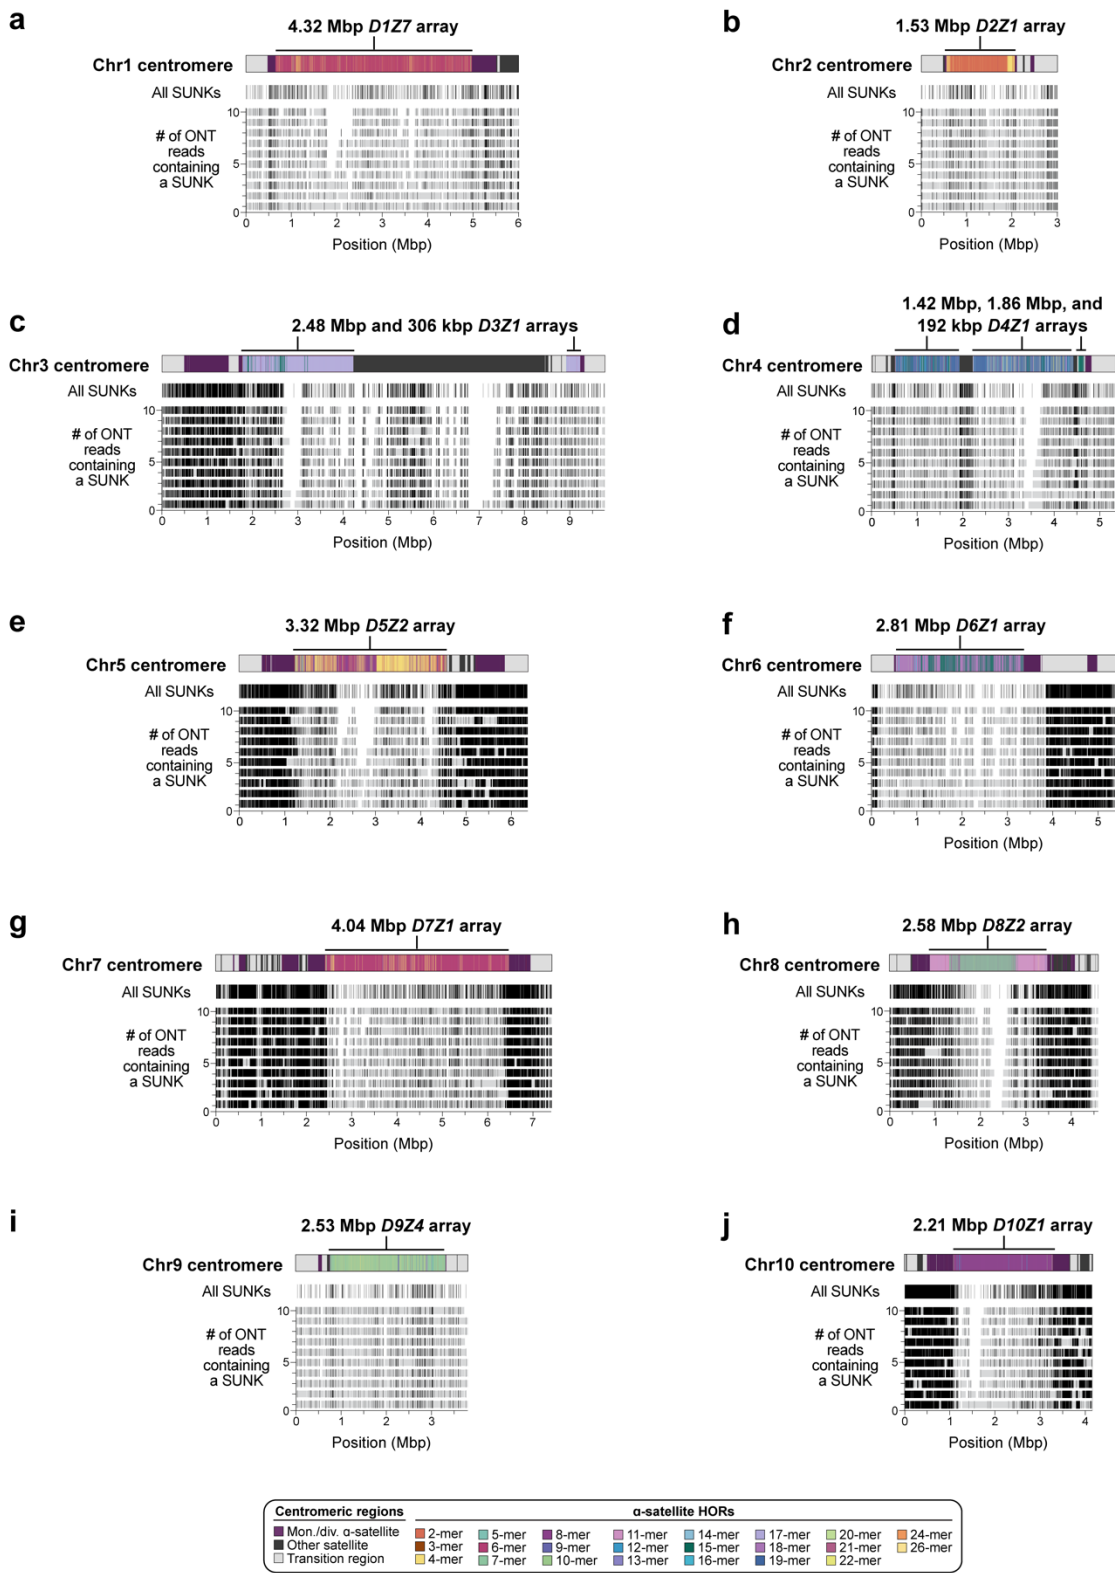 a
4.32 Mbp D1Z7 array
Chr1 centromere
All SUNKs
# of ONT
reads
containing
a SUNK
10
5
0
0 1 2 3 4 5 6
Position (Mbp)
b
1.53 Mbp D2Z1 array
Chr2 centromere
All SUNKs
# of ONT
reads
containing
a SUNK
10
5
0
0 1 2 3
Position (Mbp)
c
2.48 Mbp and 306 kbp D3Z1 arrays
Chr3 centromere
All SUNKs
# of ONT
reads
containing
a SUNK
10
5
0
0 1 2 3 4 5 6 7 8 9
Position (Mbp)
d
1.42 Mbp, 1.86 Mbp, and
192 kbp D4Z1 arrays
Chr4 centromere
All SUNKs
# of ONT
reads
containing
a SUNK
10
5
0
0 1 2 3 4 5
Position (Mbp)
e
3.32 Mbp D5Z2 array
Chr5 centromere
All SUNKs
# of ONT
reads
containing
a SUNK
10
5
0
0 1 2 3 4 5 6
Position (Mbp)
f
2.81 Mbp D6Z1 array
Chr6 centromere
All SUNKs
# of ONT
reads
containing
a SUNK
10
5
0
0 1 2 3 4 5
Position (Mbp)
g
4.04 Mbp D7Z1 array
Chr7 centromere
All SUNKs
# of ONT
reads
containing
a SUNK
10
5
0
0 1 2 3 4 5 6 7
Position (Mbp)
h
2.58 Mbp D8Z2 array
Chr8 centromere
All SUNKs
# of ONT
reads
containing
a SUNK
10
5
0
0 1 2 3 4
Position (Mbp)
i
2.53 Mbp D9Z4 array
Chr9 centromere
All SUNKs
# of ONT
reads
containing
a SUNK
10
5
0
0 1 2 3
Position (Mbp)
j
2.21 Mbp D10Z1 array
Chr10 centromere
All SUNKs
# of ONT
reads
containing
a SUNK
10
5
0
0 1 2 3 4
Position (Mbp)
Centromeric regions
Mon./div. α-satellite
Other satellite
Transition region
α-satellite HORs
2-mer 5-mer 8-mer 11-mer 14-mer 17-mer 20-mer 24-mer
3-mer 6-mer 9-mer 12-mer 15-mer 18-mer 21-mer 26-mer
4-mer 7-mer 10-mer 13-mer 16-mer 19-mer 22-mer